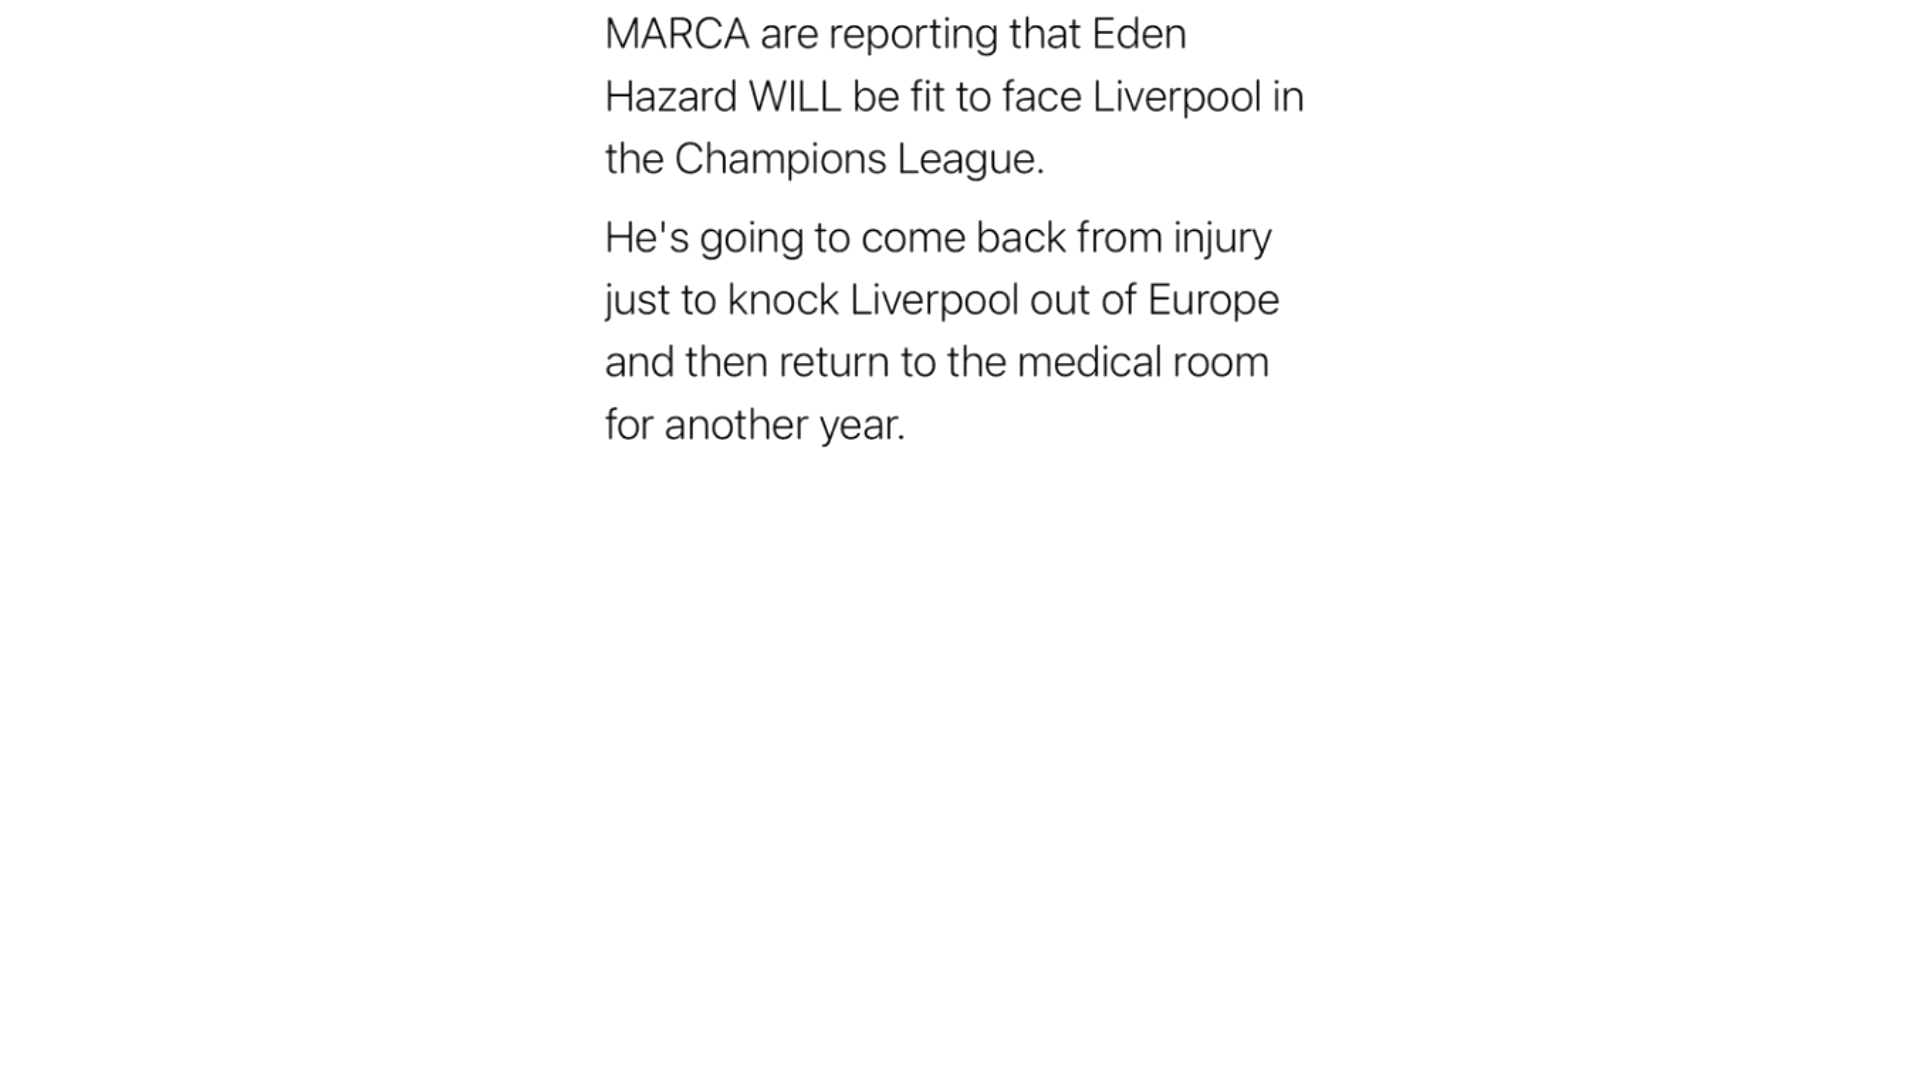 MARCA are reporting that Eden
Hazard WILL be fit to face Liverpool in
the Champions League.
He's going to come back from injury
just to knock Liverpool out of Europe
and then return to the medical room
for another year.